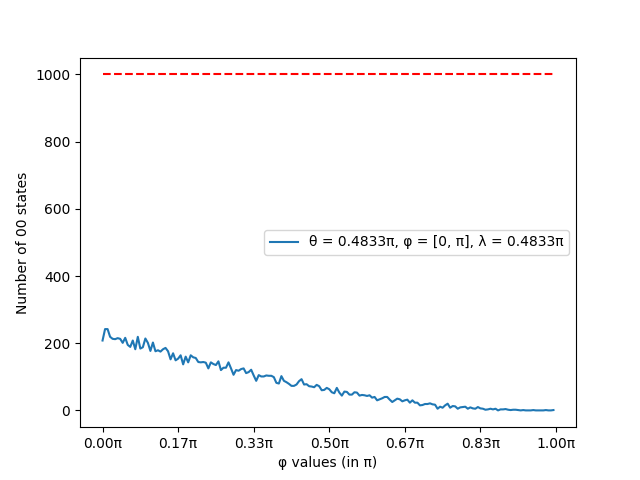 1000
800
600
400
200
0
Number of 00 states
θ = 0.4833π, φ = [0, π], λ = 0.4833π
0.00π 0.17π 0.33π 0.50π 0.67π 0.83π 1.00π
φ values (in π)